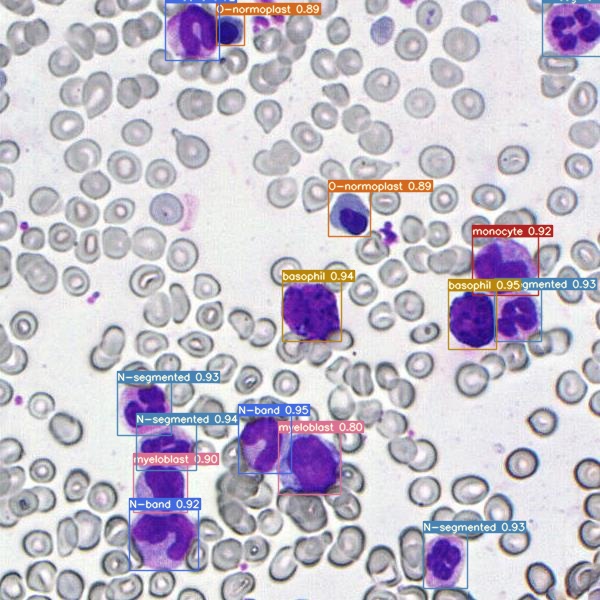 O-normoplast 0.89
O-normoplast 0.89
monocyte 0.92
basophil 0.94
basophil 0.95
gmented 0.93
N-segmented 0.93
N-band 0.95
N-segmented 0.94
myeloblast 0.80
myeloblast 0.90
N-band 0.92
N-segmented 0.93